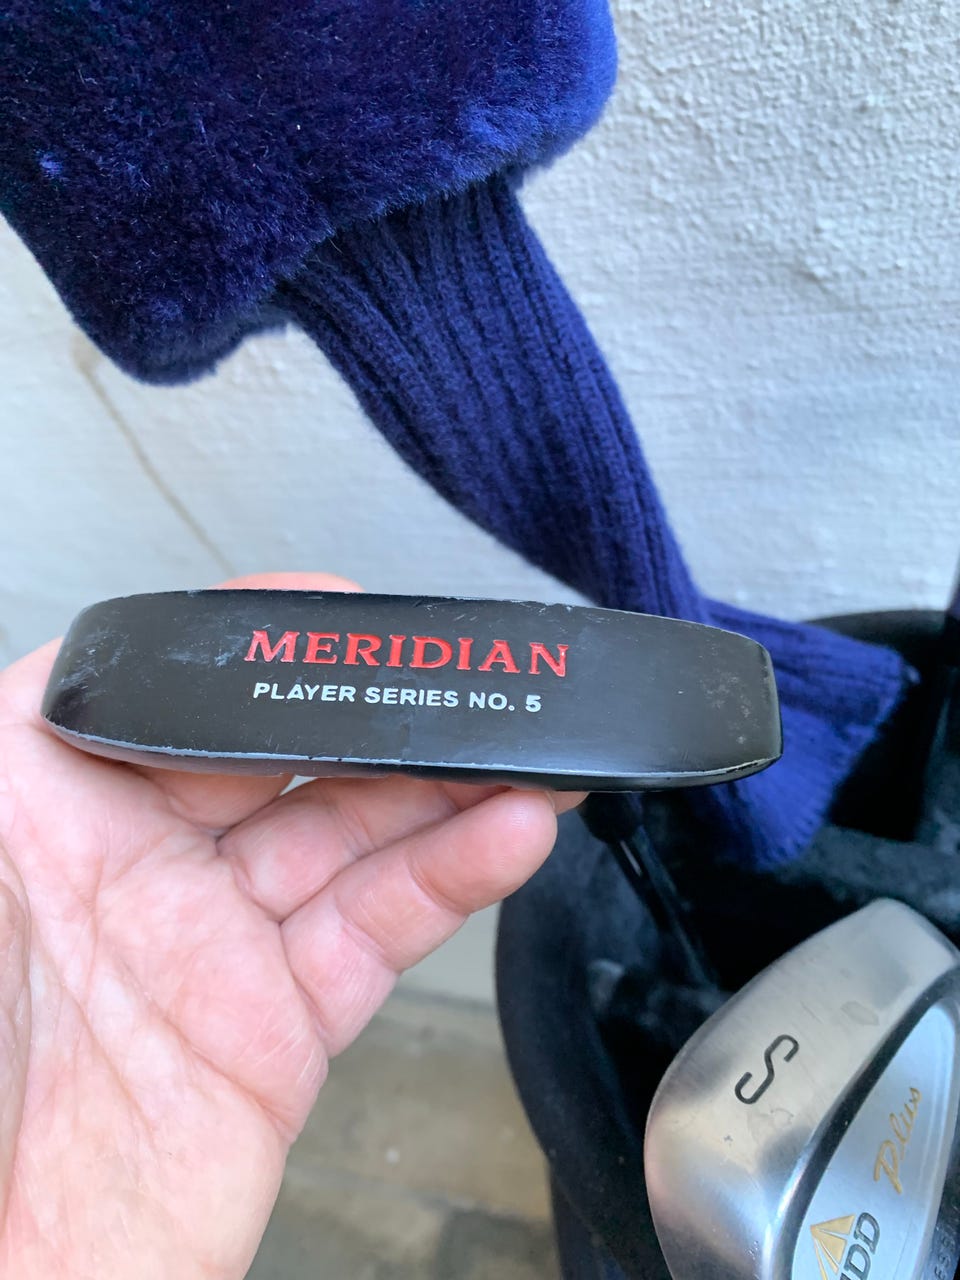 MERIDIAN
PLAYER SERIES NO. 5
S
Plus